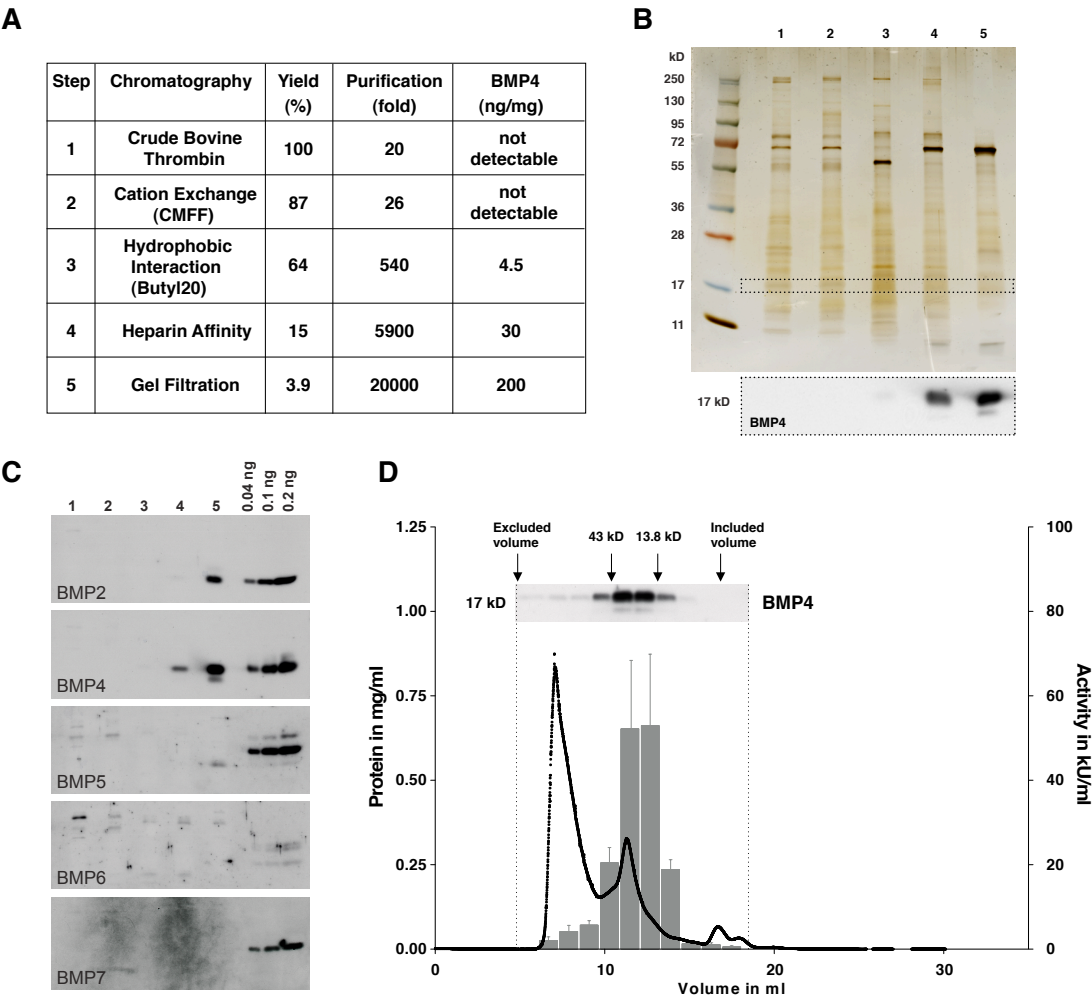 A
Step Chromatography Yield (%) Purification (fold) BMP4 (ng/mg)
1 Crude Bovine Thrombin 100 20 not detectable
2 Cation Exchange (CMFF) 87 26 not detectable
3 Hydrophobic Interaction (Butyl20) 64 540 4.5
4 Heparin Affinity 15 5900 30
5 Gel Filtration 3.9 20000 200
B
1 2 3 4 5
kD
250
130
95
72
55
36
28
17
11
17 kD
BMP4
C
1 2 3 4 5 0.04 ng 0.1 ng 0.2 ng
BMP2
BMP4
BMP5
BMP6
BMP7
D
Excluded volume
43 kD
13.8 kD
Included volume
17 kD
BMP4
Protein in mg/ml
1.25
1.00
0.75
0.50
0.25
0.00
Activity in kU/ml
100
80
60
40
20
0
0 10 20 30
Volume in ml